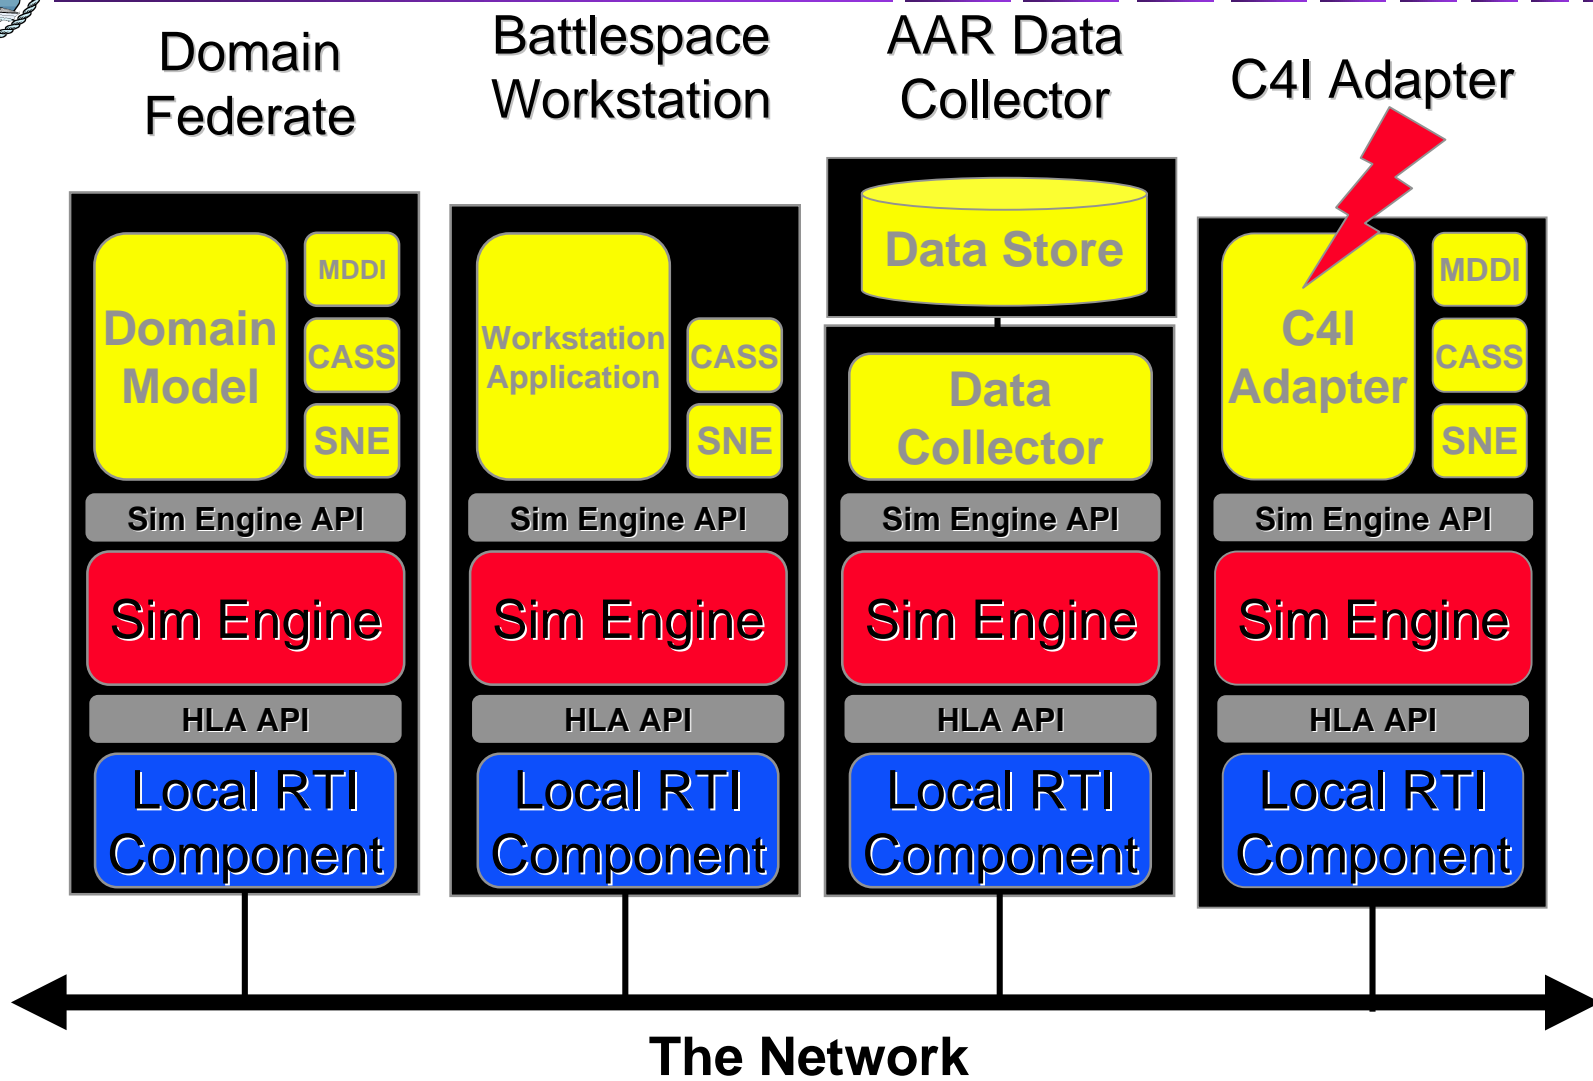 Domain
Federate
Battlespace
Workstation
AAR Data
Collector
C4I Adapter
Domain
Model
MDDI
CASS
SNE
Sim Engine API
Sim Engine
HLA API
Local RTI
Component
Workstation
Application
CASS
SNE
Sim Engine API
Sim Engine
HLA API
Local RTI
Component
Data Store
Data
Collector
Sim Engine API
Sim Engine
HLA API
Local RTI
Component
C4I
Adapter
MDDI
CASS
SNE
Sim Engine API
Sim Engine
HLA API
Local RTI
Component
The Network